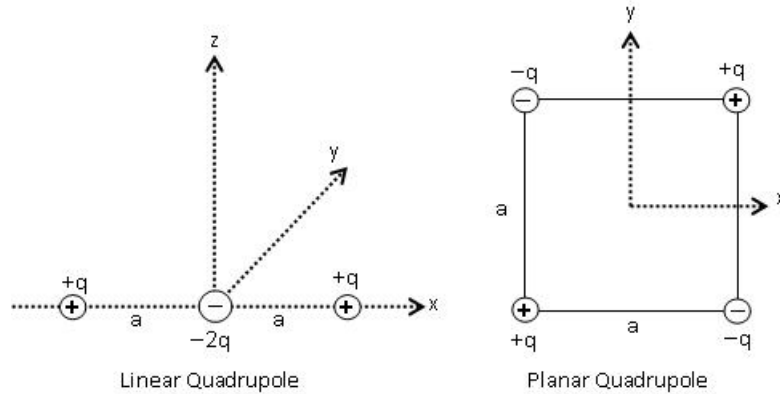 z
y
+q
+q
x
a
a
−2q
Linear Quadrupole
y
−q
+q
x
a
a
+q
−q
Planar Quadrupole